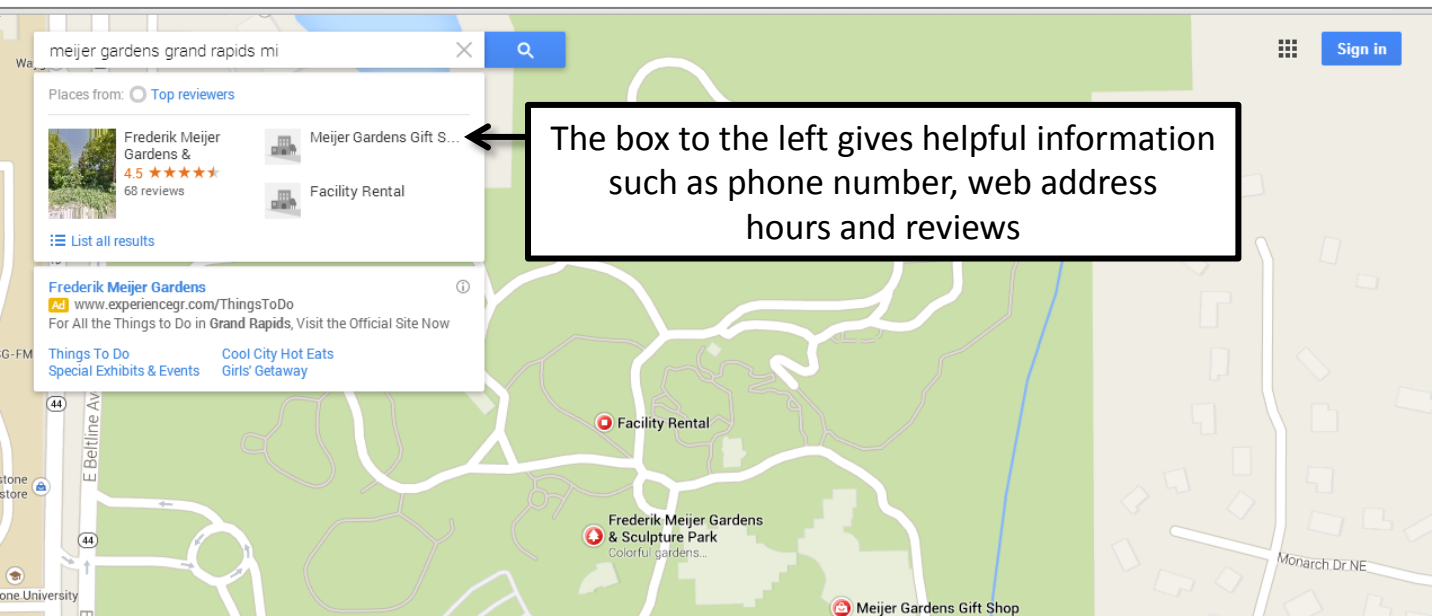 meijer gardens grand rapids mi
Sign in
Places from: Top reviewers
Frederik Meijer
Gardens &
4.5
68 reviews
Meijer Gardens Gift S...
Facility Rental
List all results
The box to the left gives helpful information
such as phone number, web address
hours and reviews
Frederik Meijer Gardens
Ad www.experiencegr.com/ThingsToDo
For All the Things to Do in Grand Rapids, Visit the Official Site Now
Things To Do
Cool City Hot Eats
Special Exhibits & Events
Girls' Getaway
G-FM
44
E Beltline Av
Facility Rental
stone
store
Frederik Meijer Gardens
& Sculpture Park
Colorful gardens...
44
Monarch Dr NE
one University
E
Meijer Gardens Gift Shop